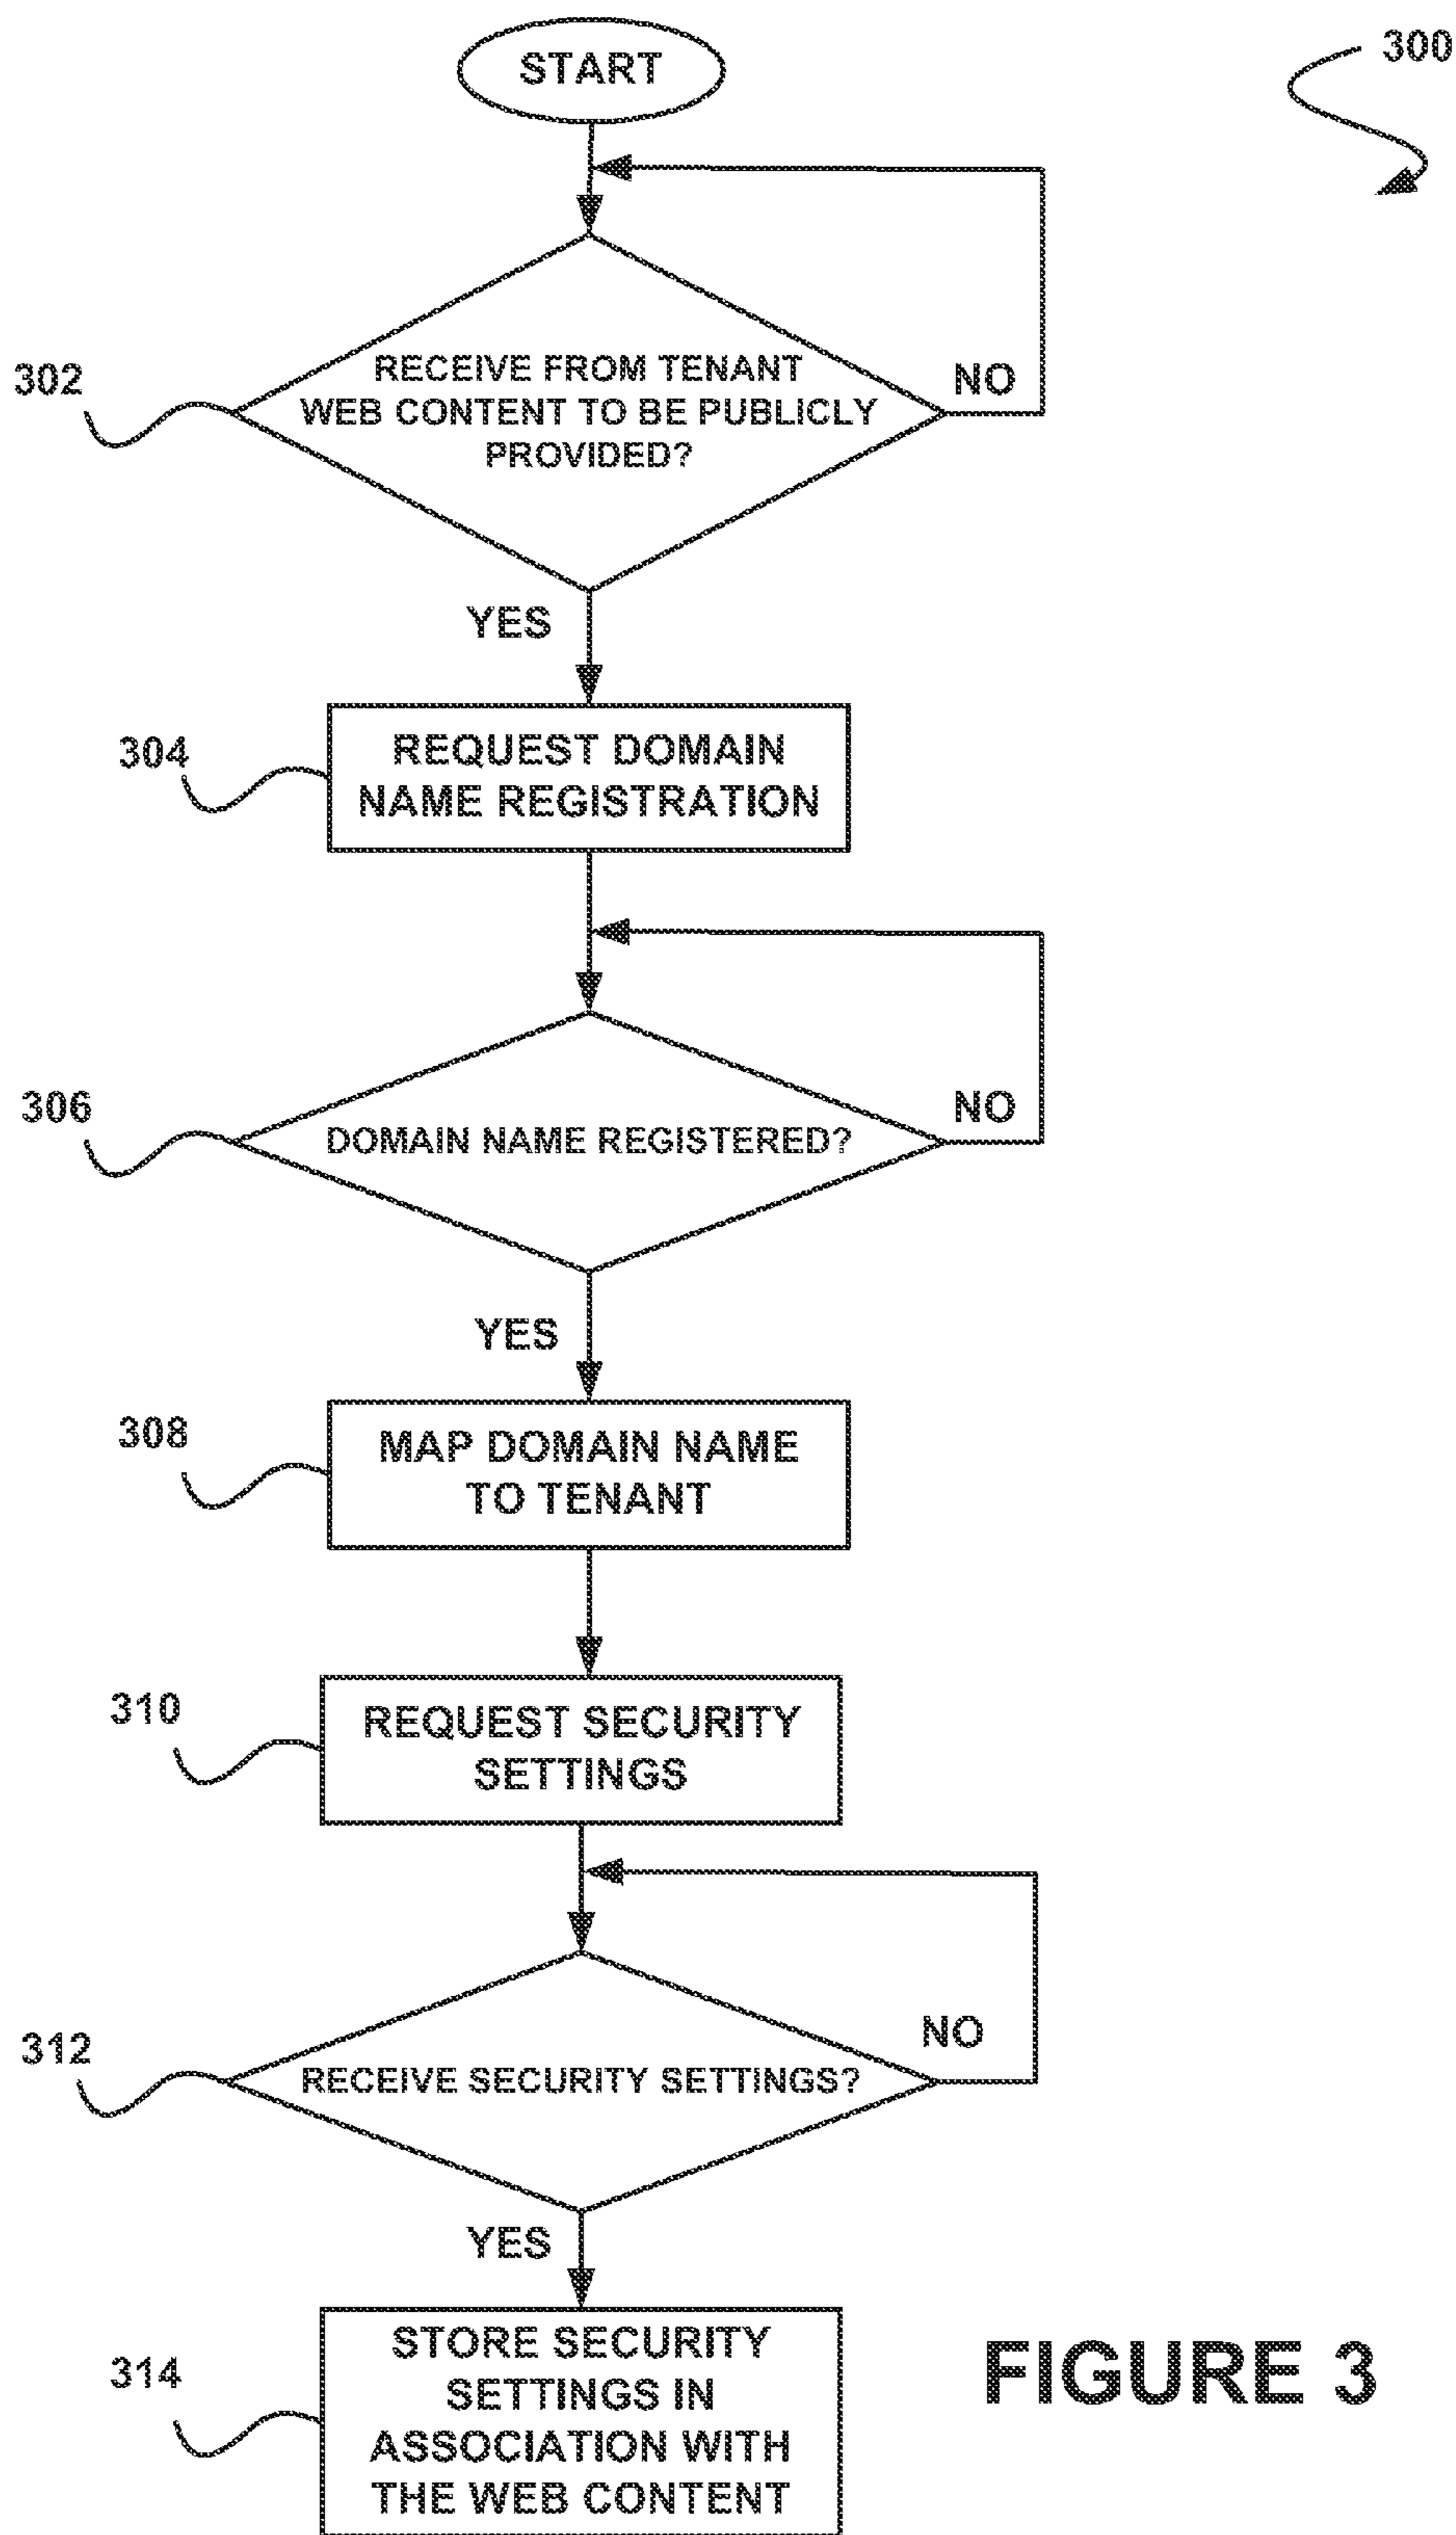 START
300
302
RECEIVE FROM TENANT
WEB CONTENT TO BE PUBLICLY
PROVIDED?
NO
YES
304
REQUEST DOMAIN
NAME REGISTRATION
306
DOMAIN NAME REGISTERED?
NO
YES
308
MAP DOMAIN NAME
TO TENANT
310
REQUEST SECURITY
SETTINGS
312
RECEIVE SECURITY SETTINGS?
NO
YES
314
STORE SECURITY
SETTINGS IN
ASSOCIATION WITH
THE WEB CONTENT
FIGURE 3